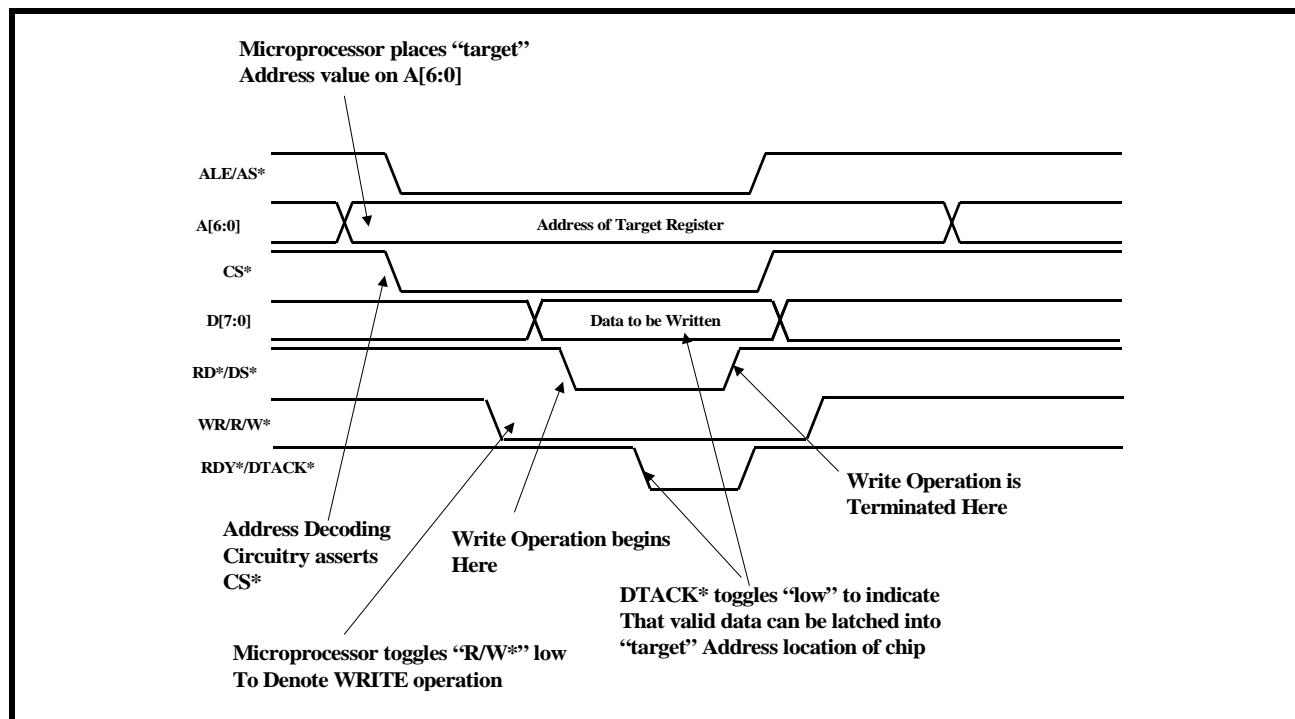 Microprocessor places “target”
Address value on A[6:0]
ALE/AS*
A[6:0]
Address of Target Register
CS*
D[7:0]
Data to be Written
RD*/DS*
WR/R/W*
RDY*/DTACK*
Write Operation is
Terminated Here
Address Decoding
Circuitry asserts
CS*
Write Operation begins
Here
DTACK* toggles “low” to indicate
That valid data can be latched into
“target” Address location of chip
Microprocessor toggles “R/W*” low
To Denote WRITE operation